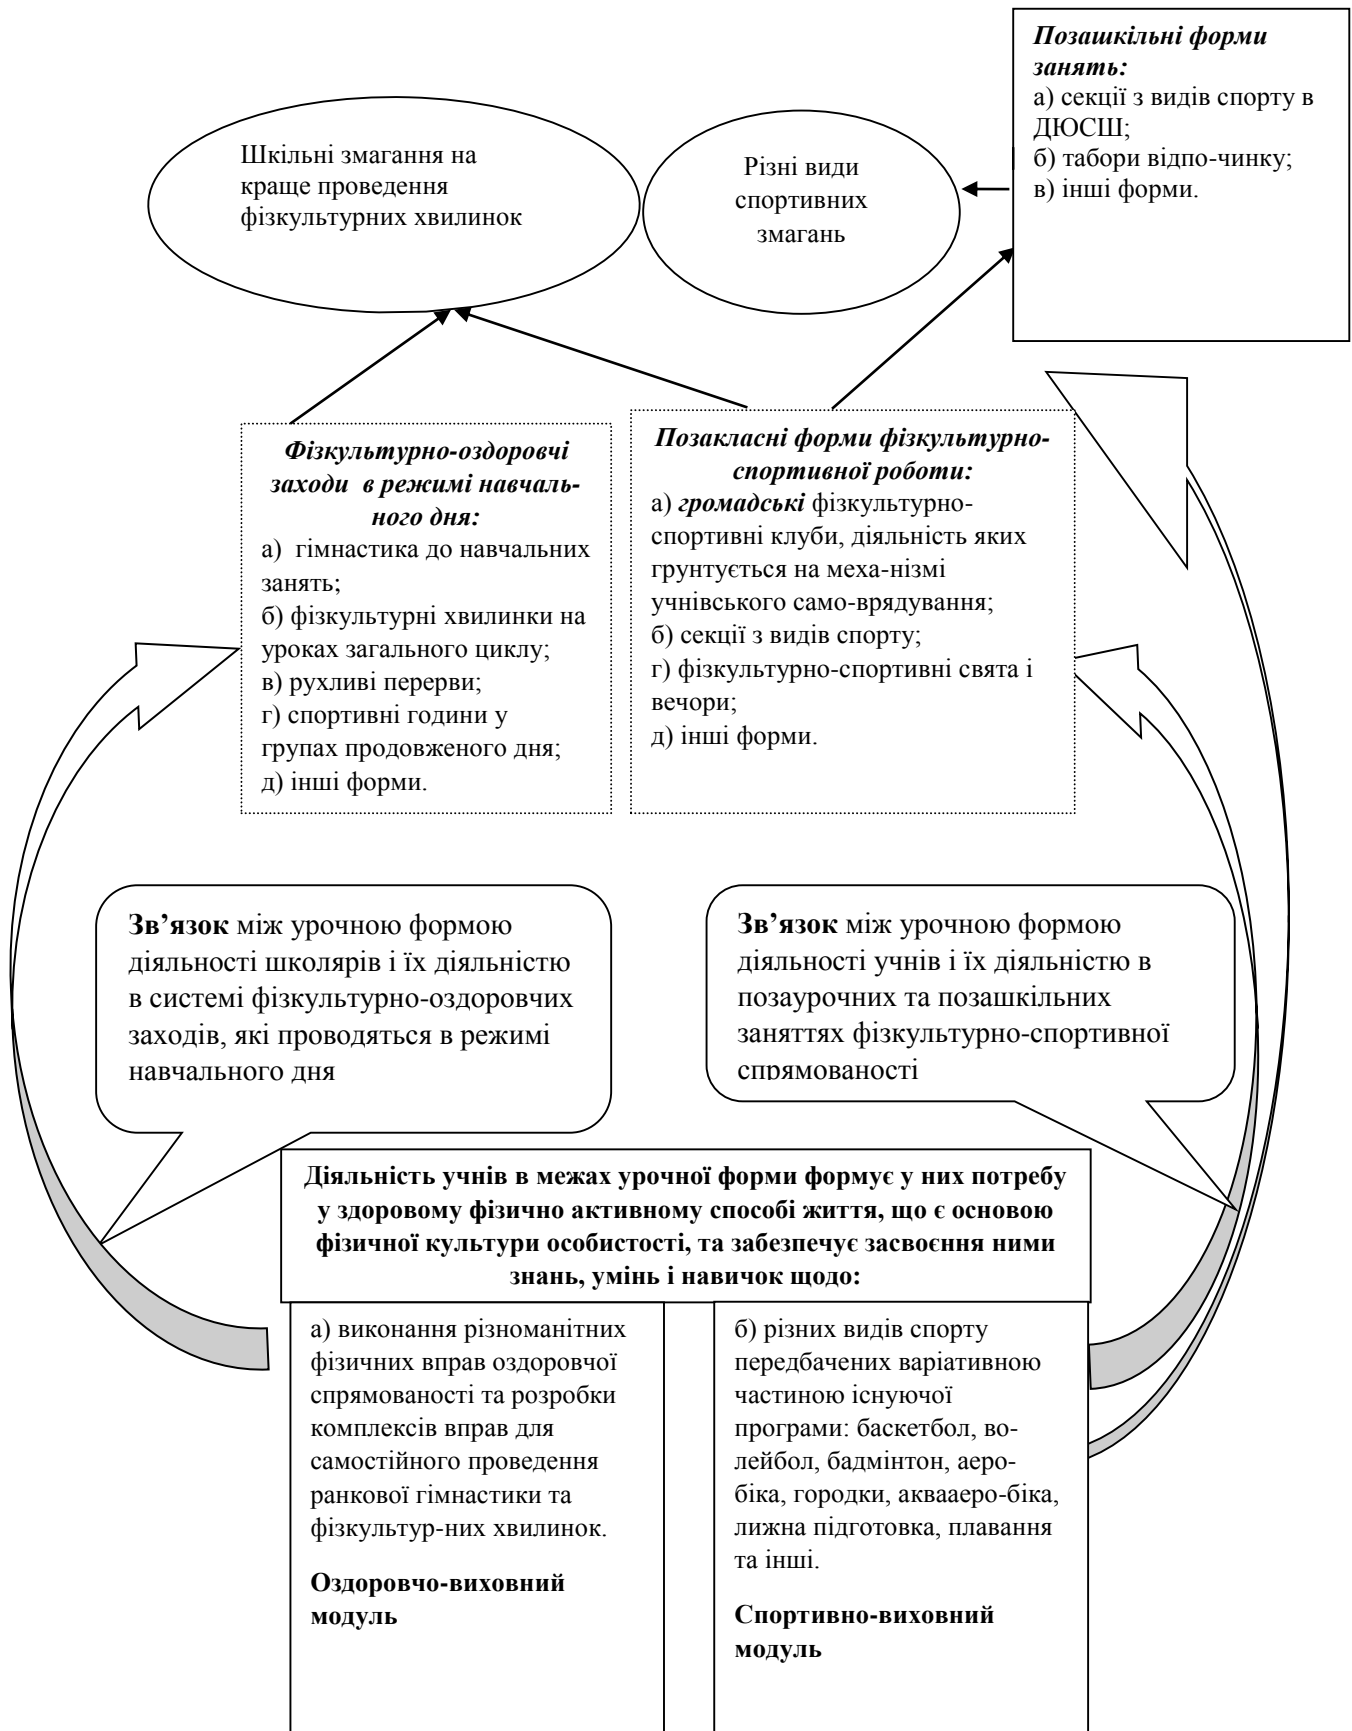 Позашкільні форми
занять:
а) секції з видів спорту в
ДЮСШ;
б) табори відпо-чинку;
в) інші форми.
Шкільні змагання на
краще проведення
фізкультурних хвилинок
Різні види
спортивних
змагань
Фізкультурно-оздоровчі
заходи в режимі навчаль-
ного дня:
а) гімнастика до навчальних
занять;
б) фізкультурні хвилинки на
уроках загального циклу;
в) рухливі перерви;
г) спортивні години у
групах продовженого дня;
д) інші форми.
Позакласні форми фізкультурно-
спортивної роботи:
а) громадські фізкультурно-
спортивні клуби, діяльність яких
грунтується на меха-нізмі
учнівського само-врядування;
б) секції з видів спорту;
г) фізкультурно-спортивні свята і
вечори;
д) інші форми.
Зв’язок між урочною формою
діяльності школярів і їх діяльністю
в системі фізкультурно-оздоровчих
заходів, які проводяться в режимі
навчального дня
Зв’язок між урочною формою
діяльності учнів і їх діяльністю в
позаурочних та позашкільних
заняттях фізкультурно-спортивної
спрямованості
Діяльність учнів в межах урочної форми формує у них потребу
у здоровому фізично активному способі життя, що є основою
фізичної культури особистості, та забезпечує засвоєння ними
знань, умінь і навичок щодо:
а) виконання різноманітних
фізичних вправ оздоровчої
спрямованості та розробки
комплексів вправ для
самостійного проведення
ранкової гімнастики та
фізкультур-них хвилинок.
Оздоровчо-виховний
модуль
б) різних видів спорту
передбачених варіативною
частиною існуючої
програми: баскетбол, во-
лейбол, бадмінтон, аеро-
біка, городки, аквааеро-біка,
лижна підготовка, плавання
та інші.
Спортивно-виховний
модуль